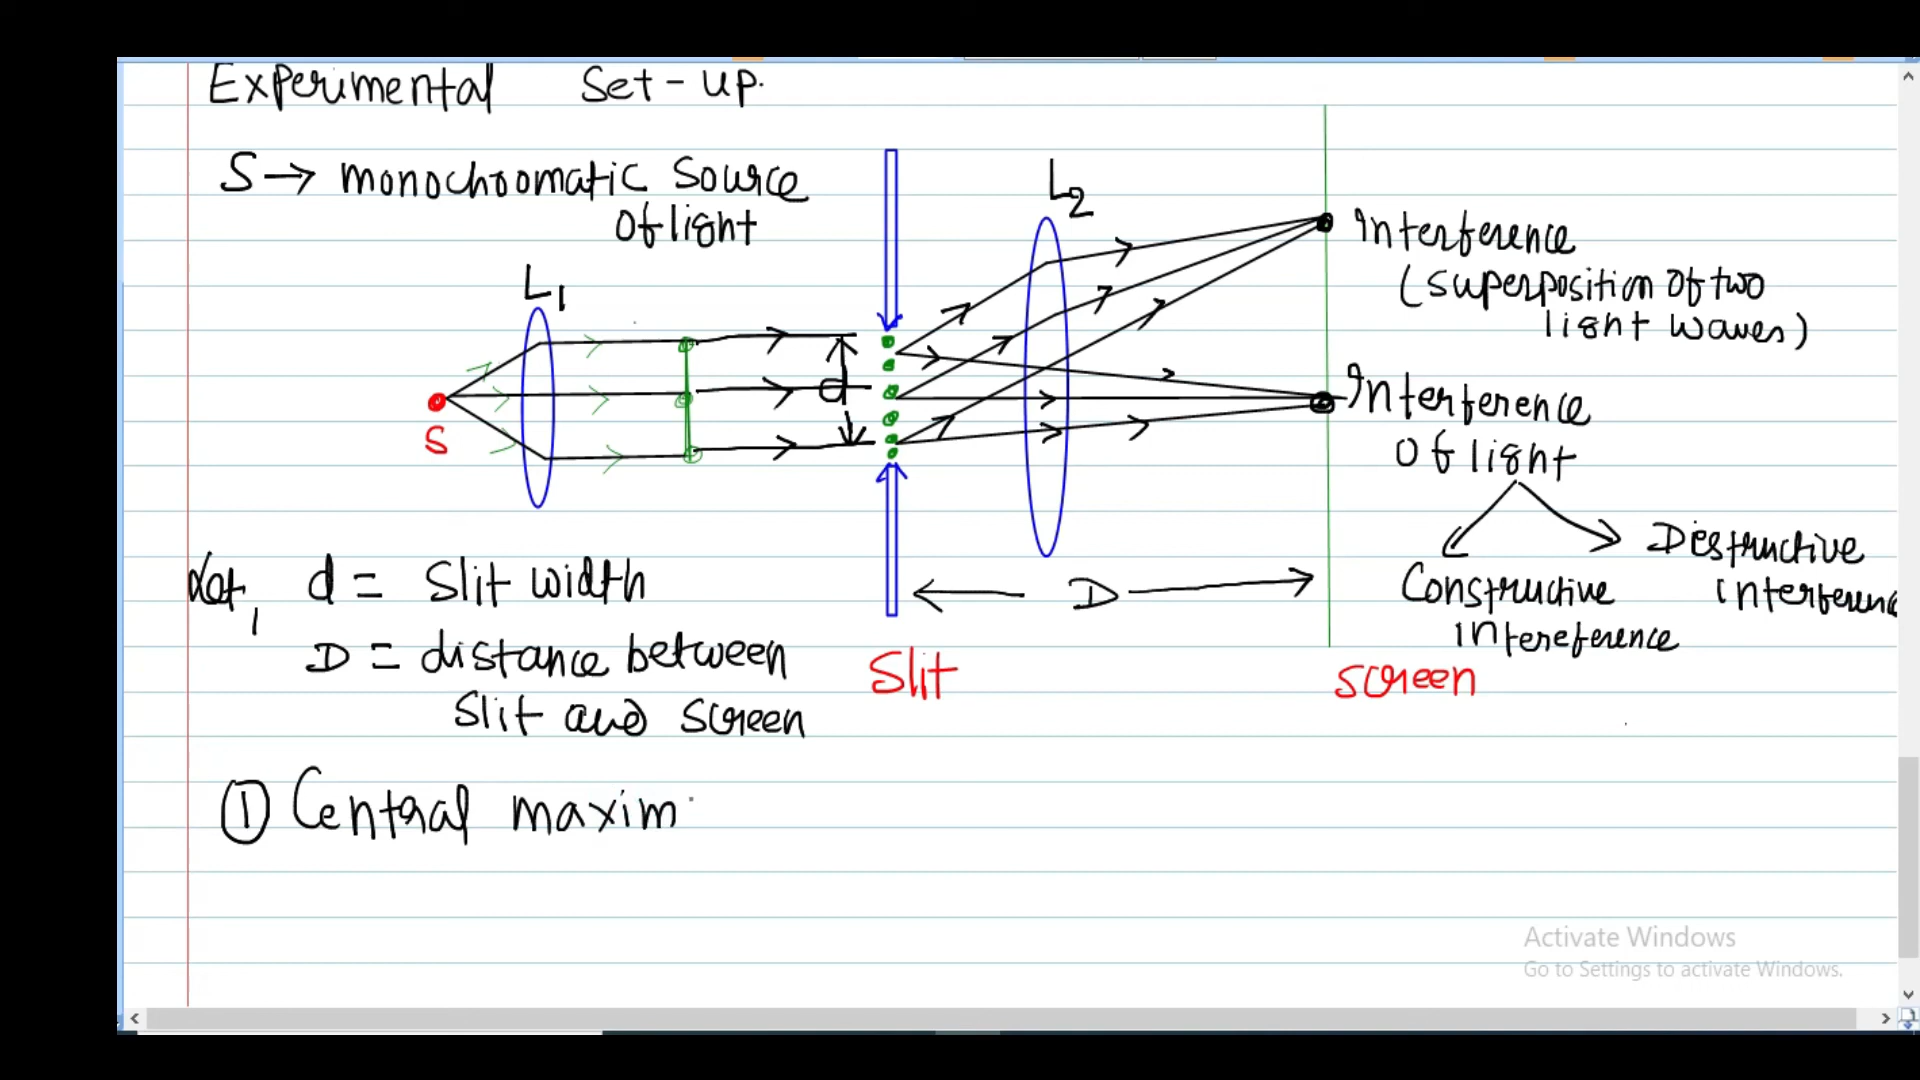 Experimental Set-up.
S → monochromatic source
of light
L2
L1
Interference
(superposition of two
light waves)
d
S
Interference
of light
Destructive
interference
Constructive
intereference
Let, d = slit width
D
D = distance between
slit and screen
Slit
screen
① Central maxim
Activate Windows
Go to Settings to activate Windows.